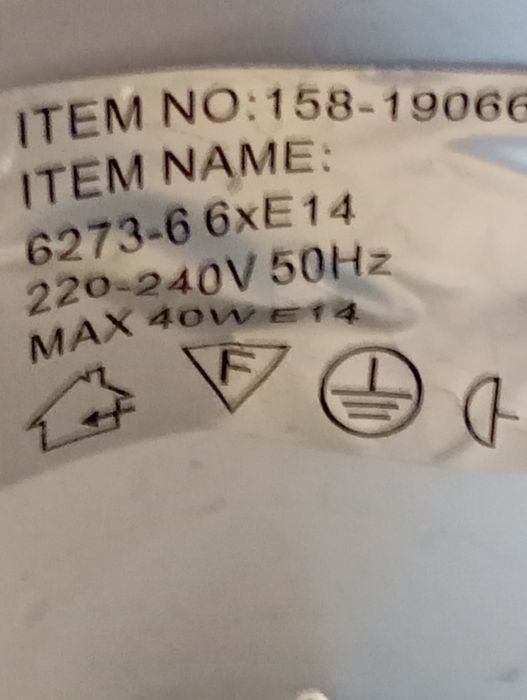 ITEM NO:158-19066
ITEM NAME:
6273-6 6xE14
220-240V 50Hz
MAX 40W E14
F